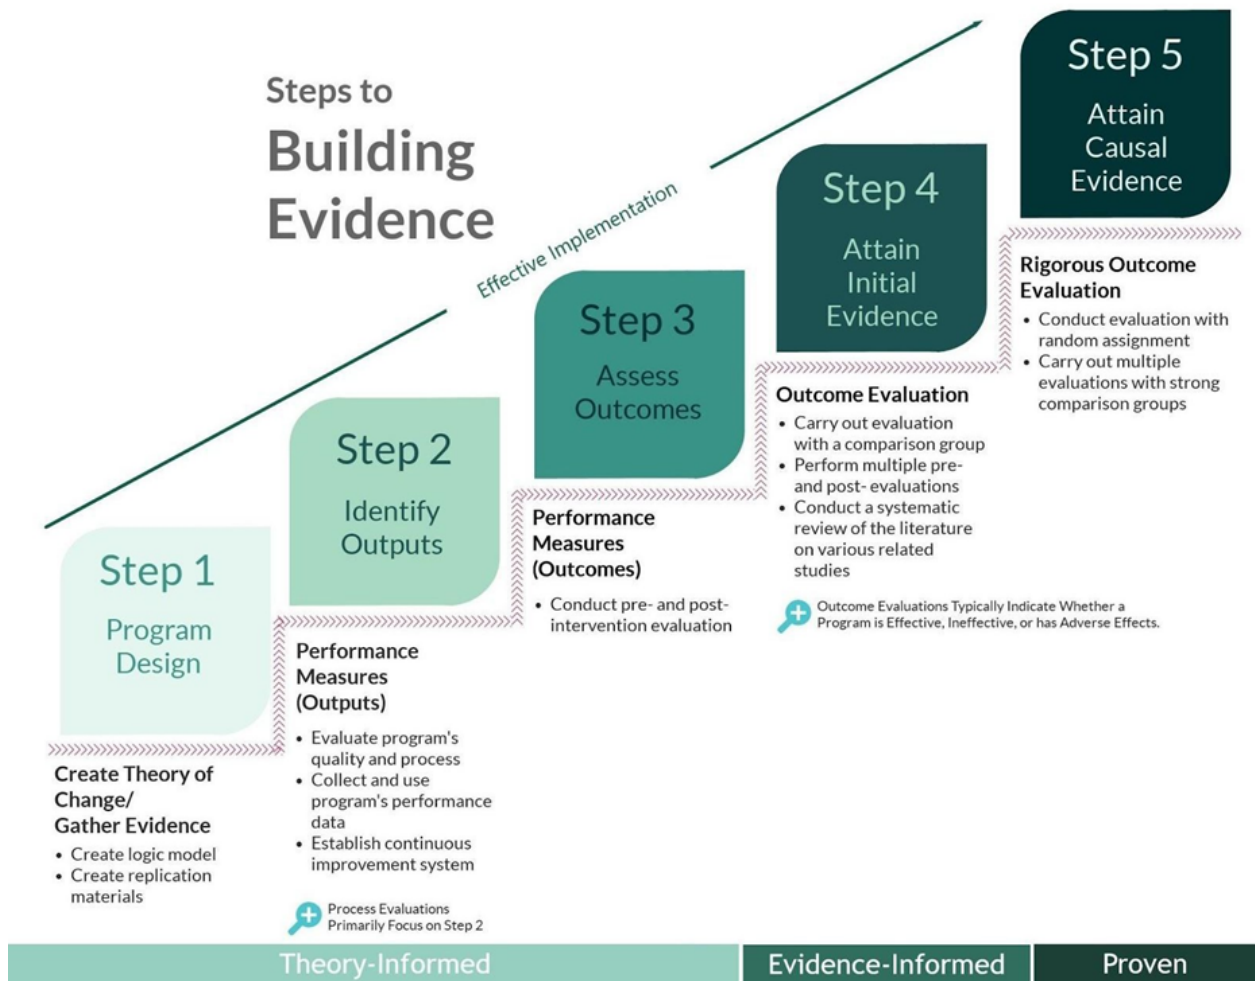 Steps to
Building
Evidence
Effective Implementation
Step 1
Program
Design
Create Theory of
Change/
Gather Evidence
• Create logic model
• Create replication
materials
Step 2
Identify
Outputs
Performance
Measures
(Outputs)
• Evaluate program's
quality and process
• Collect and use
program's performance
data
• Establish continuous
improvement system
Process Evaluations
Primarily Focus on Step 2
Step 3
Assess
Outcomes
Performance
Measures
(Outcomes)
• Conduct pre- and post-
intervention evaluation
Step 4
Attain
Initial
Evidence
Outcome Evaluation
• Carry out evaluation
with a comparison group
• Perform multiple pre-
and post- evaluations
• Conduct a systematic
review of the literature
on various related
studies
Outcome Evaluations Typically Indicate Whether a
Program is Effective, Ineffective, or has Adverse Effects.
Step 5
Attain
Causal
Evidence
Rigorous Outcome
Evaluation
• Conduct evaluation with
random assignment
• Carry out multiple
evaluations with strong
comparison groups
Theory-Informed
Evidence-Informed
Proven